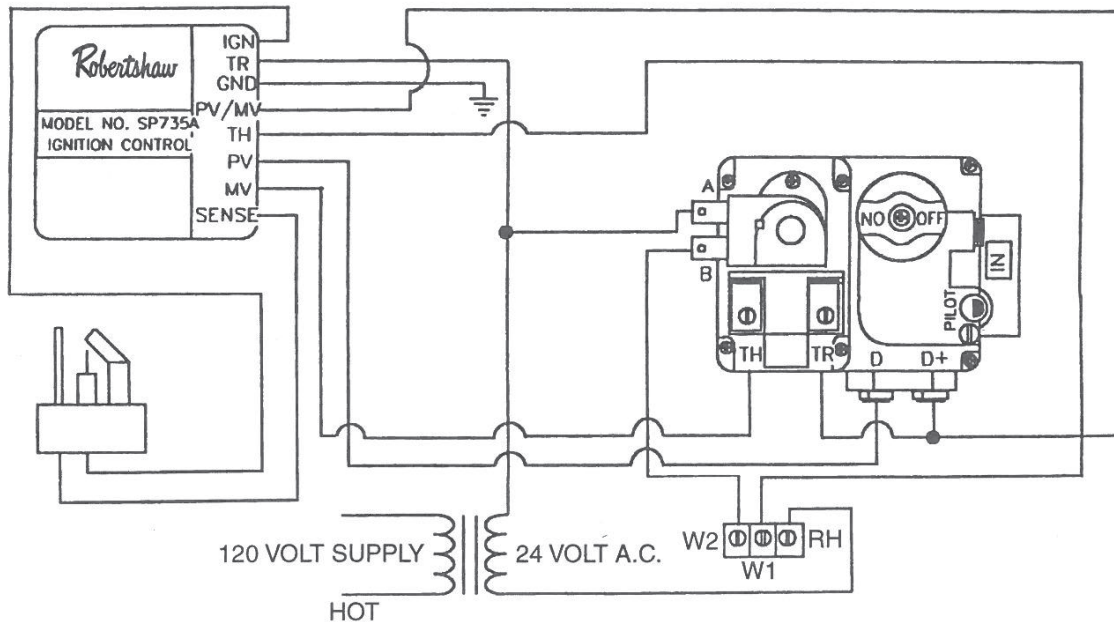 Robertshaw
MODEL NO. SP735A
IGNITION CONTROL
IGN
TR
GND
PV/MV
TH
PV
MV
SENSE
A
B
NO
OFF
IN
PILOT
TH
TR
D
D+
120 VOLT SUPPLY
HOT
24 VOLT A.C.
W2
W1
RH